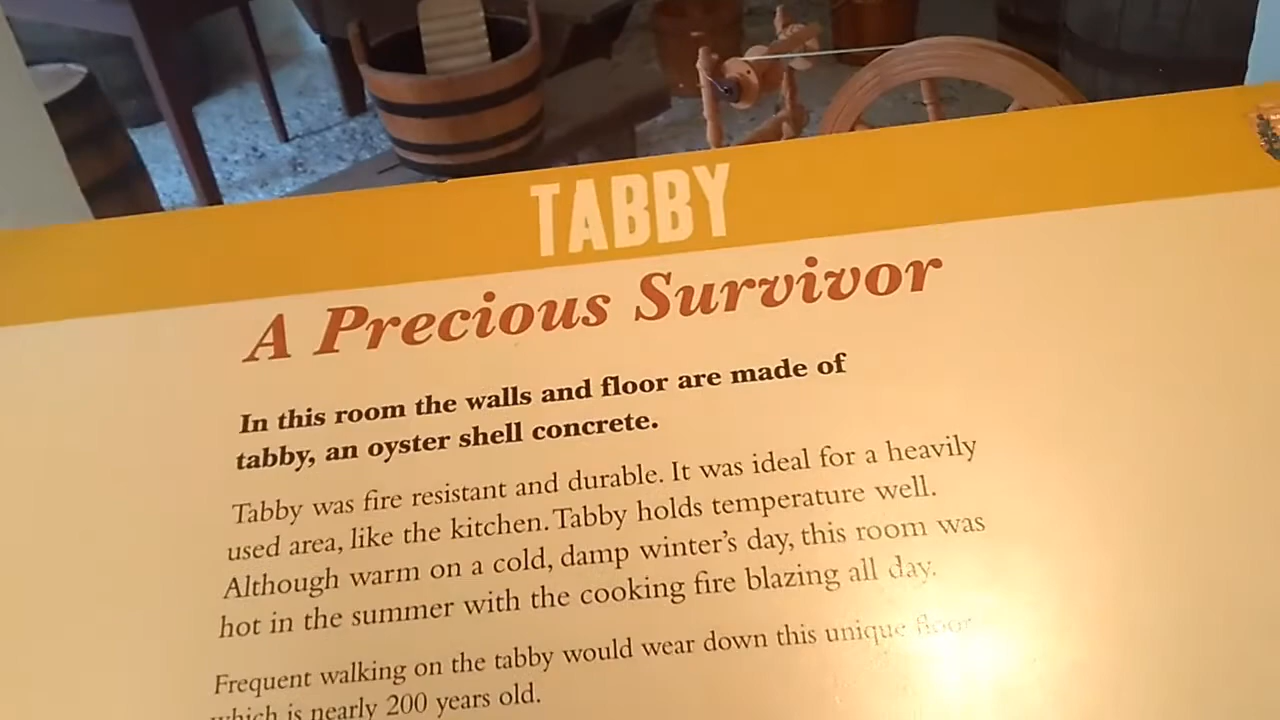 TABBY
A Precious Survivor
In this room the walls and floor are made of
tabby, an oyster shell concrete.
Tabby was fire resistant and durable. It was ideal for a heavily
used area, like the kitchen. Tabby holds temperature well.
Although warm on a cold, damp winter's day, this room was
hot in the summer with the cooking fire blazing all day.
Frequent walking on the tabby would wear down this unique floor
which is nearly 200 years old.